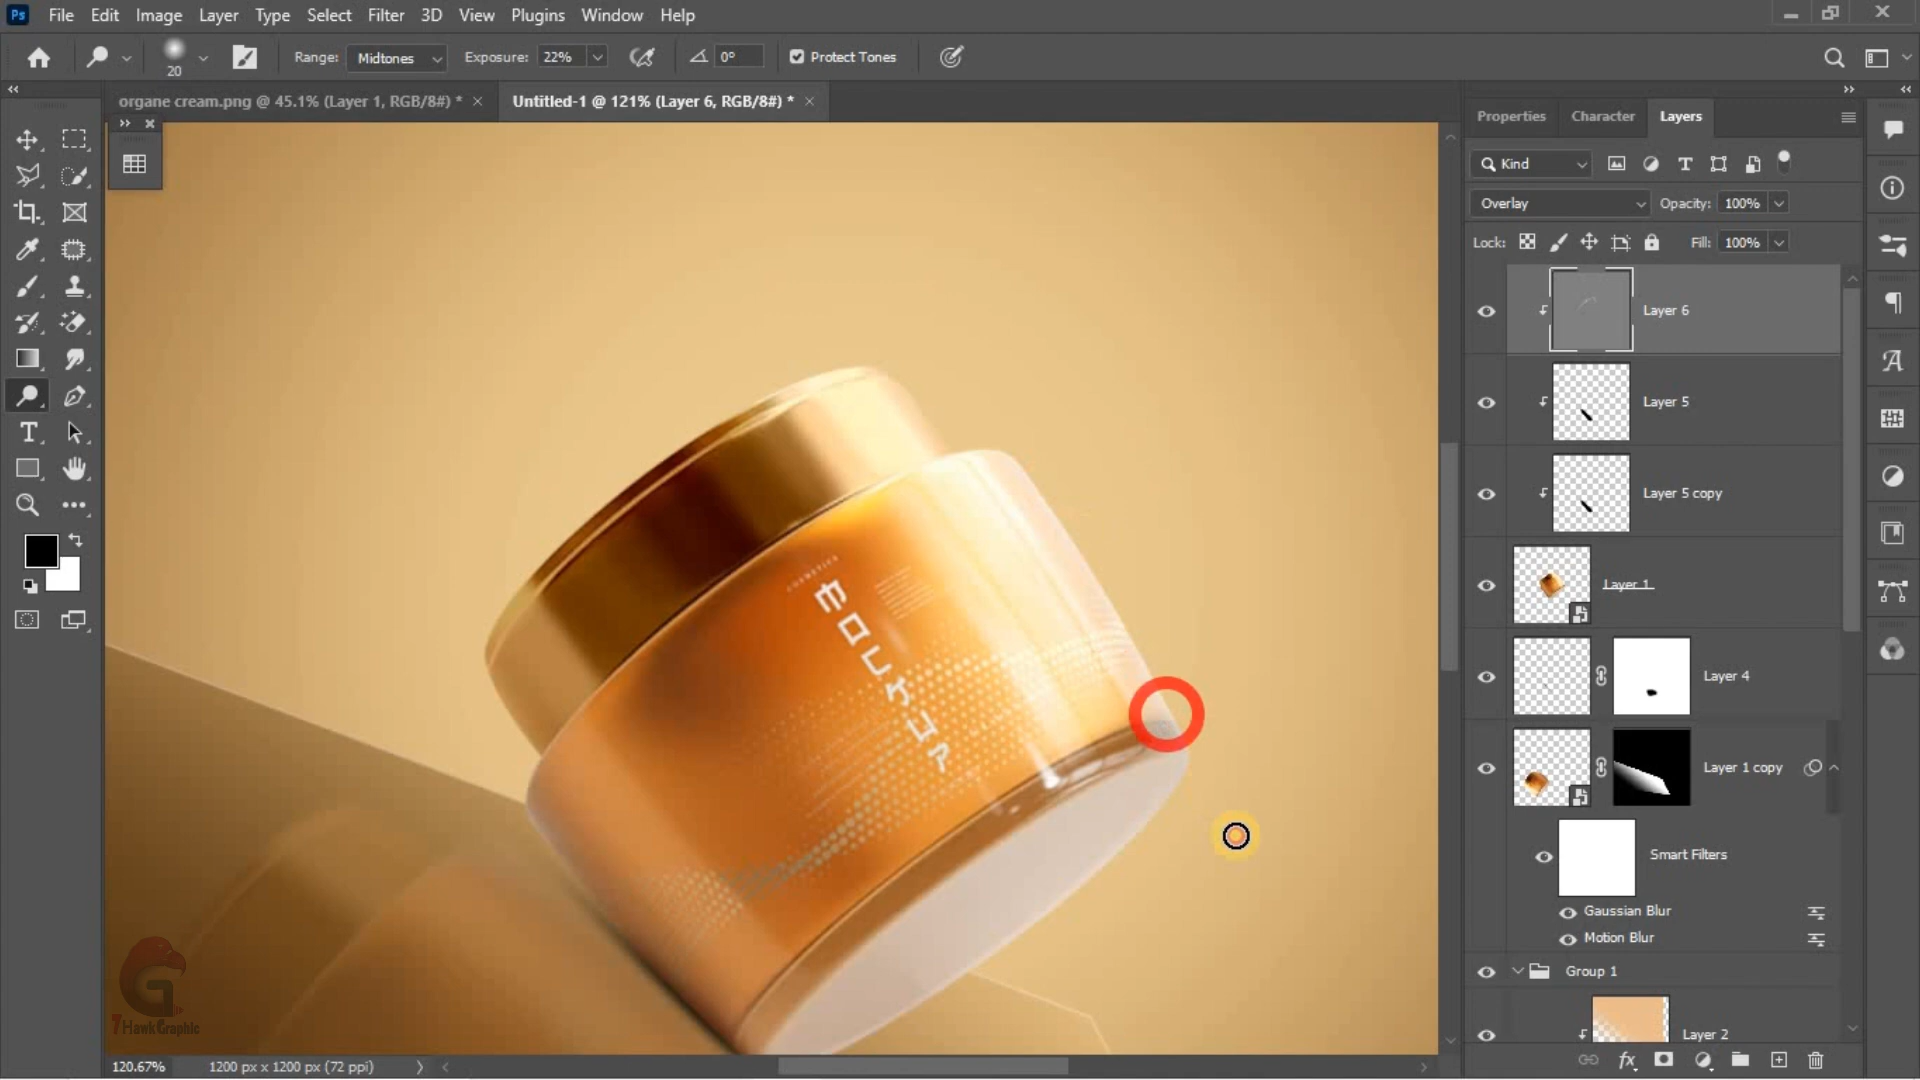 Ps File Edit Image Layer Type Select Filter 3D View Plugins Window Help
20 Range: Midtones Exposure: 22% 0° Protect Tones
organe cream.png @ 45.1% (Layer 1, RGB/8#) * × Untitled-1 @ 121% (Layer 6, RGB/8#) * ×
Properties Character Layers
Kind
Overlay Opacity: 100%
Lock: Fill: 100%
Layer 6
Layer 5
Layer 5 copy
Layer 1
Layer 4
Layer 1 copy
Smart Filters
Gaussian Blur
Motion Blur
Group 1
Layer 2
COSMETICS
7HawkGraphic
120.67% 1200 px x 1200 px (72 ppi)